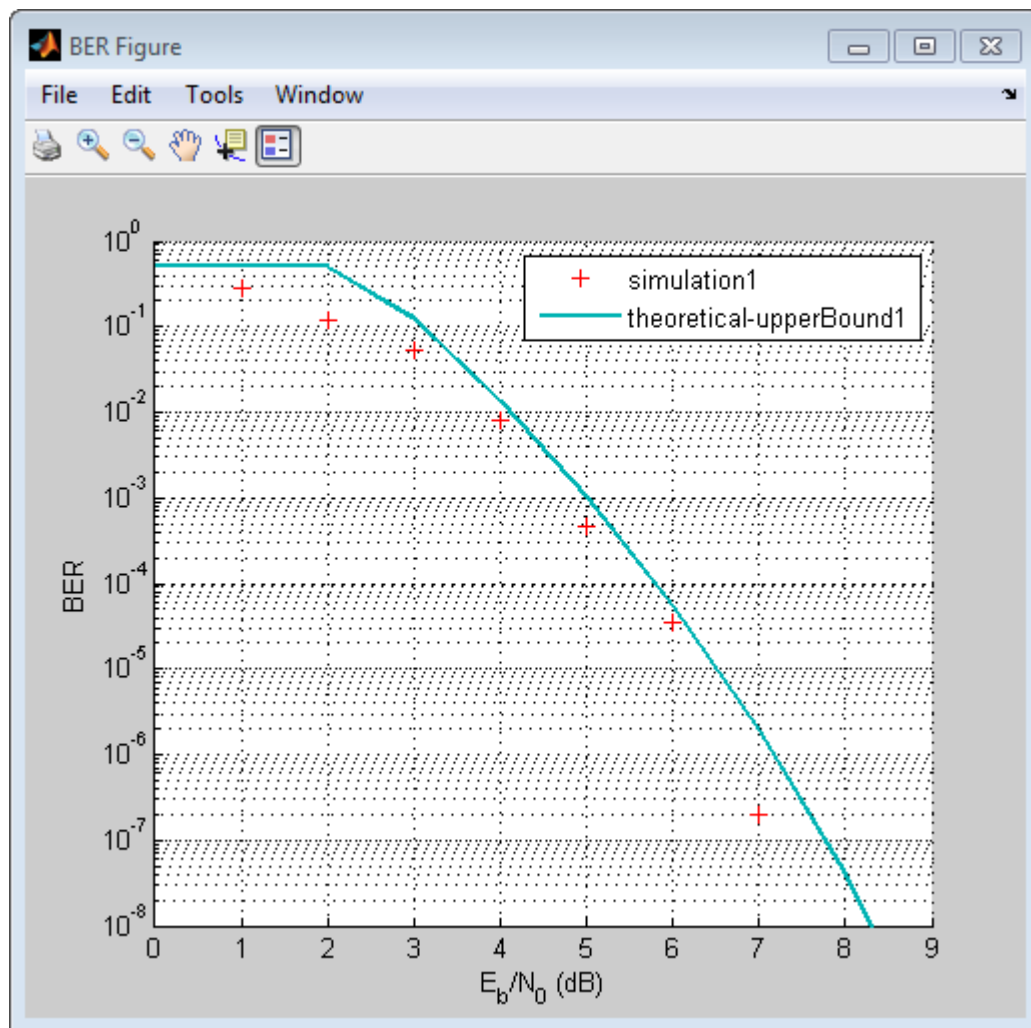 BER Figure
File Edit Tools Window
10^0
10^-1
10^-2
10^-3
10^-4
10^-5
10^-6
10^-7
10^-8
BER
simulation1
theoretical-upperBound1
0 1 2 3 4 5 6 7 8 9
E_b/N_0 (dB)